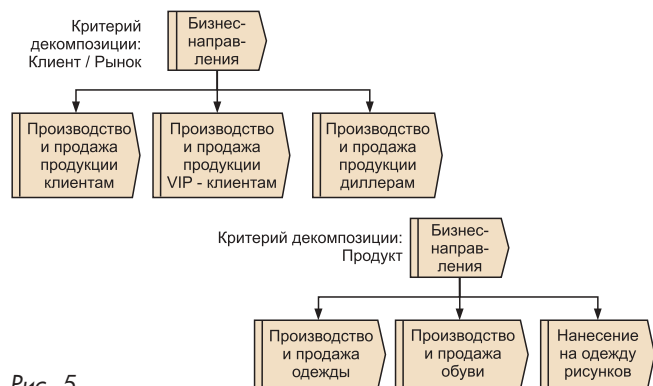 Критерий
декомпозиции:
Клиент / Рынок
Бизнес-
направ-
ления
Производство
и продажа
продукции
клиентам
Производство
и продажа
продукции
VIP - клиентам
Производство
и продажа
продукции
диллерам
Критерий декомпозиции:
Продукт
Бизнес-
направ-
ления
Производство
и продажа
одежды
Производство
и продажа
обуви
Нанесение
на одежду
рисунков
Рис. 5